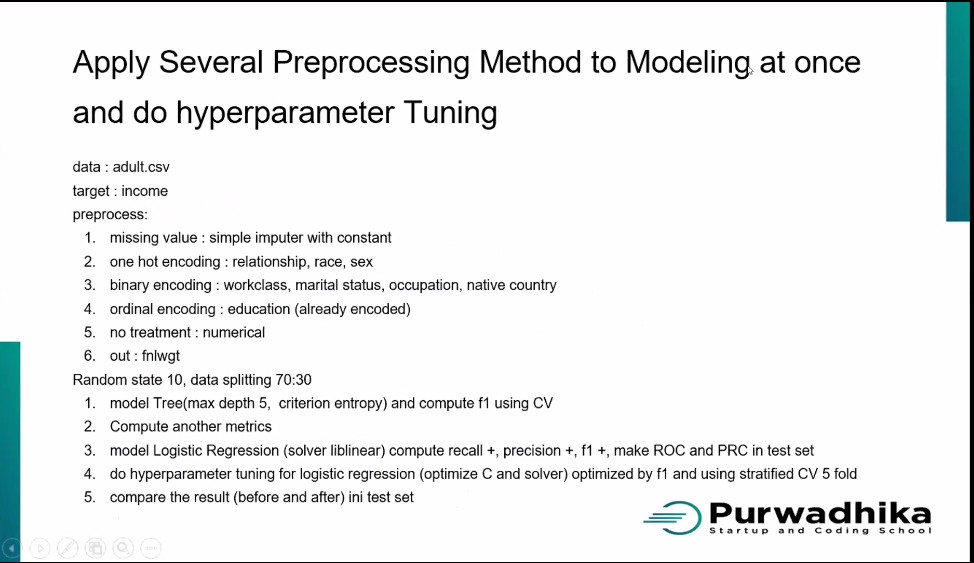 Apply Several Preprocessing Method to Modeling at once
and do hyperparameter Tuning
data : adult.csv
target : income
preprocess:
1. missing value : simple imputer with constant
2. one hot encoding : relationship, race, sex
3. binary encoding : workclass, marital status, occupation, native country
4. ordinal encoding : education (already encoded)
5. no treatment : numerical
6. out : fnlwgt
Random state 10, data splitting 70:30
1. model Tree(max depth 5, criterion entropy) and compute f1 using CV
2. Compute another metrics
3. model Logistic Regression (solver liblinear) compute recall +, precision +, f1 +, make ROC and PRC in test set
4. do hyperparameter tuning for logistic regression (optimize C and solver) optimized by f1 and using stratified CV 5 fold
5. compare the result (before and after) ini test set
Purwadhika
Startup and Coding School